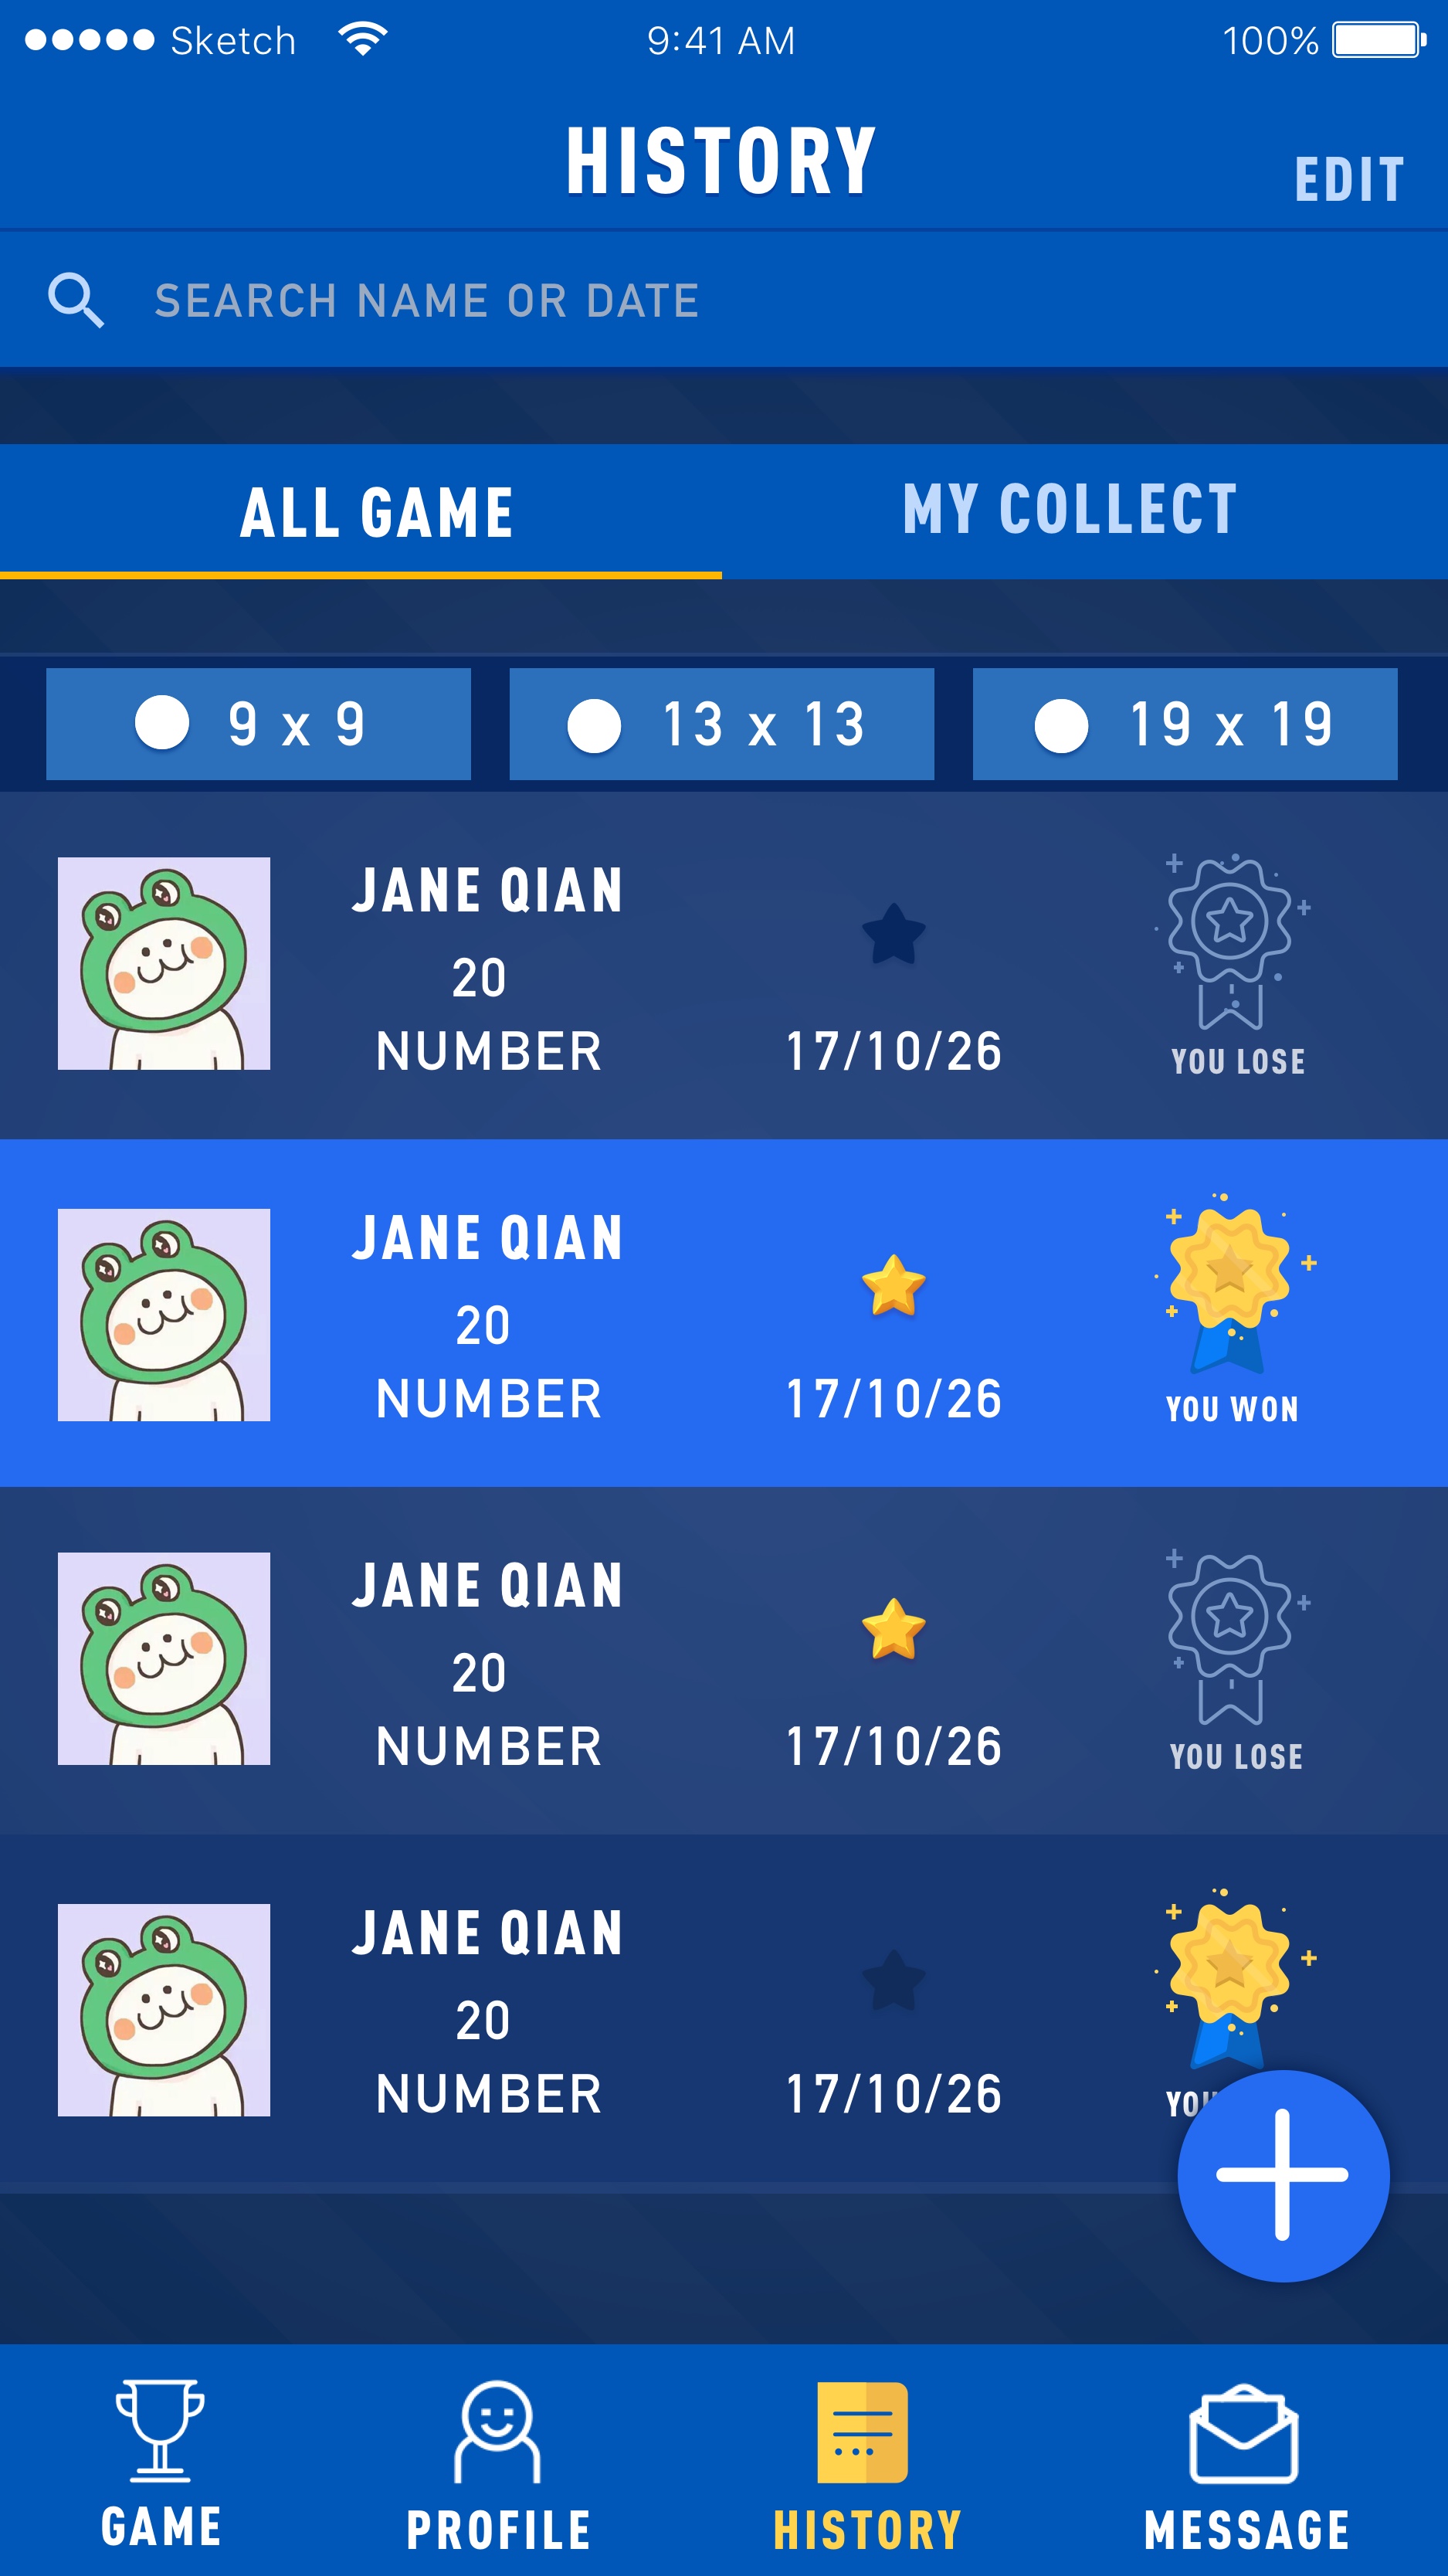 Sketch 9:41 AM 100%
HISTORY
EDIT
SEARCH NAME OR DATE
ALL GAME MY COLLECT
9 x 9 13 x 13 19 x 19
JANE QIAN
20
NUMBER 17/10/26 YOU LOSE
JANE QIAN
20
NUMBER 17/10/26 YOU WON
JANE QIAN
20
NUMBER 17/10/26 YOU LOSE
JANE QIAN
20
NUMBER 17/10/26
GAME PROFILE HISTORY MESSAGE